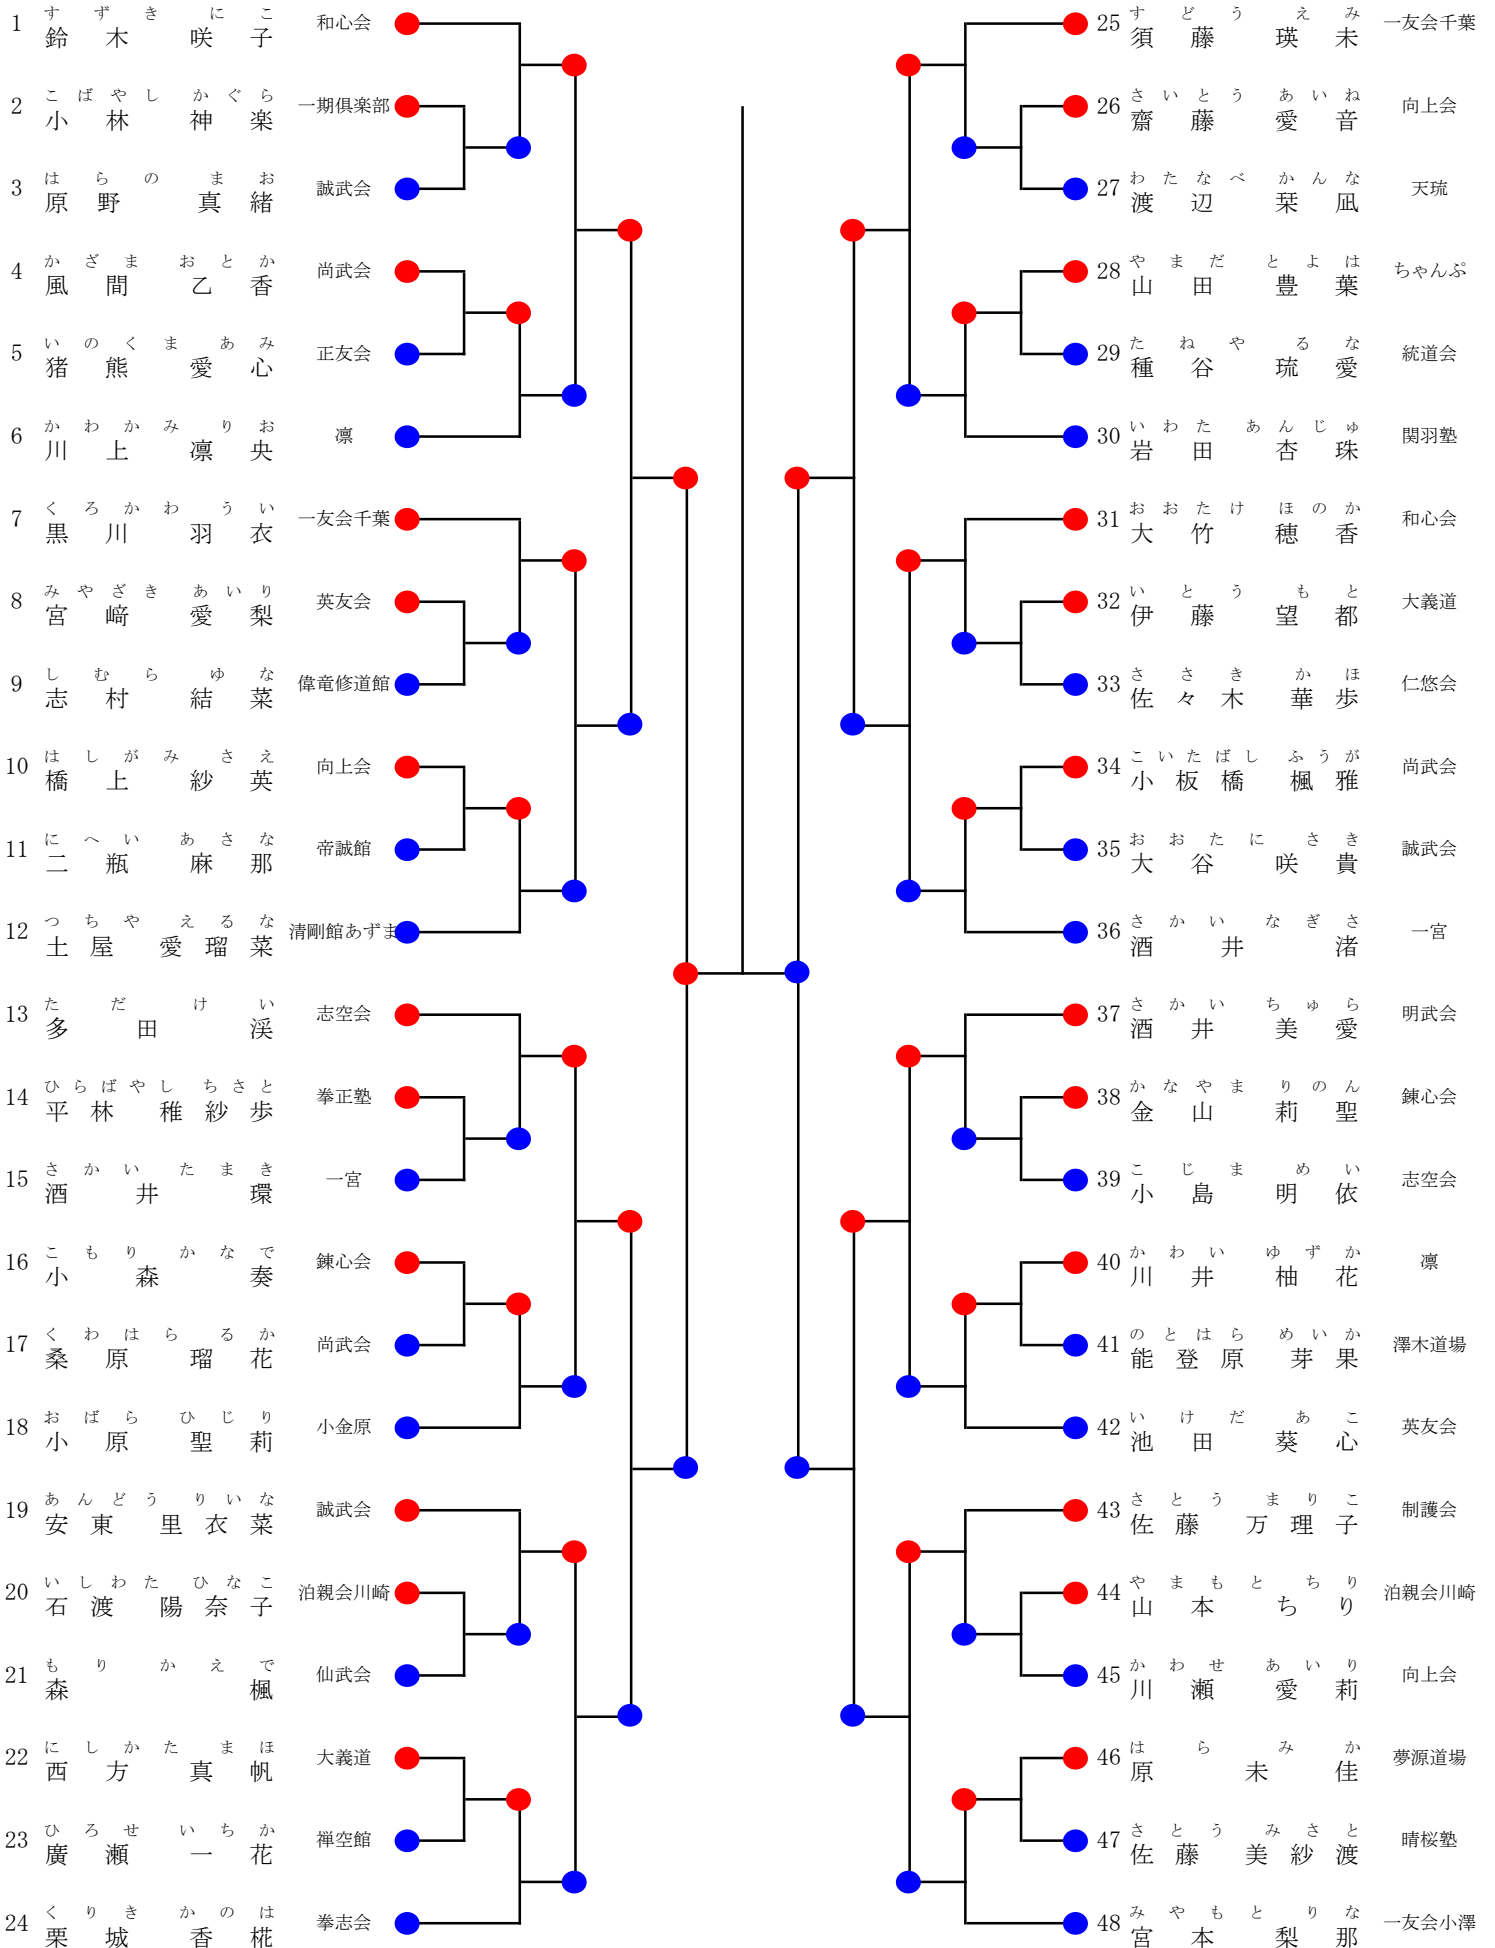 すずき にこ
1 鈴木 咲子 和心会
こばやし かぐら
2 小林 神楽 一期倶楽部
はらの まお
3 原野 真緒 誠武会
かざま おとか
4 風間 乙香 尚武会
いのくま あみ
5 猪熊 愛心 正友会
かわかみ りお
6 川上 凛央 凛
くろかわ うい
7 黒川 羽衣 一友会千葉
みやざき あいり
8 宮﨑 愛梨 英友会
しむら ゆな
9 志村 結菜 偉竜修道館
はしがみ さえ
10 橋上 紗英 向上会
にへい あさな
11 二瓶 麻那 帝誠館
つちや えるな
12 土屋 愛瑠菜 清剛館あずま
ただ けい
13 多田 渓 志空会
ひらばやし ちさと
14 平林 稚紗歩 拳正塾
さかい たまき
15 酒井 環 一宮
こもり かなで
16 小森 奏 錬心会
くわはら るか
17 桑原 瑠花 尚武会
おばら ひじり
18 小原 聖莉 小金原
あんどう りいな
19 安東 里衣菜 誠武会
いしわた ひなこ
20 石渡 陽奈子 泊親会川崎
もり かえで
21 森 楓 仙武会
にしかた まほ
22 西方 真帆 大義道
ひろせ いちか
23 廣瀬 一花 禅空館
くりき かのは
24 栗城 香椛 拳志会
すどう えみ
25 須藤 瑛未 一友会千葉
さいとう あいね
26 齋藤 愛音 向上会
わたなべ かんな
27 渡辺 栞凪 天琉
やまだ とよは
28 山田 豊葉 ちゃんぷ
たねや るな
29 種谷 琉愛 統道会
いわた あんじゅ
30 岩田 杏珠 関羽塾
おおたけ ほのか
31 大竹 穂香 和心会
いとう もと
32 伊藤 望都 大義道
ささき かほ
33 佐々木 華歩 仁悠会
こいたばし ふうが
34 小板橋 楓雅 尚武会
おおたに さき
35 大谷 咲貴 誠武会
さかい なぎさ
36 酒井 渚 一宮
さかい ちゅら
37 酒井 美愛 明武会
かなやま りのん
38 金山 莉聖 錬心会
こじま めい
39 小島 明依 志空会
かわい ゆずか
40 川井 柚花 凛
のとはら めいか
41 能登原 芽果 澤木道場
いけだ あこ
42 池田 葵心 英友会
さとう まりこ
43 佐藤 万理子 制護会
やまもと ちり
44 山本 ちり 泊親会川崎
かわせ あいり
45 川瀬 愛莉 向上会
はら みか
46 原 未佳 夢源道場
さとう みさと
47 佐藤 美紗渡 晴桜塾
みやもと りな
48 宮本 梨那 一友会小澤